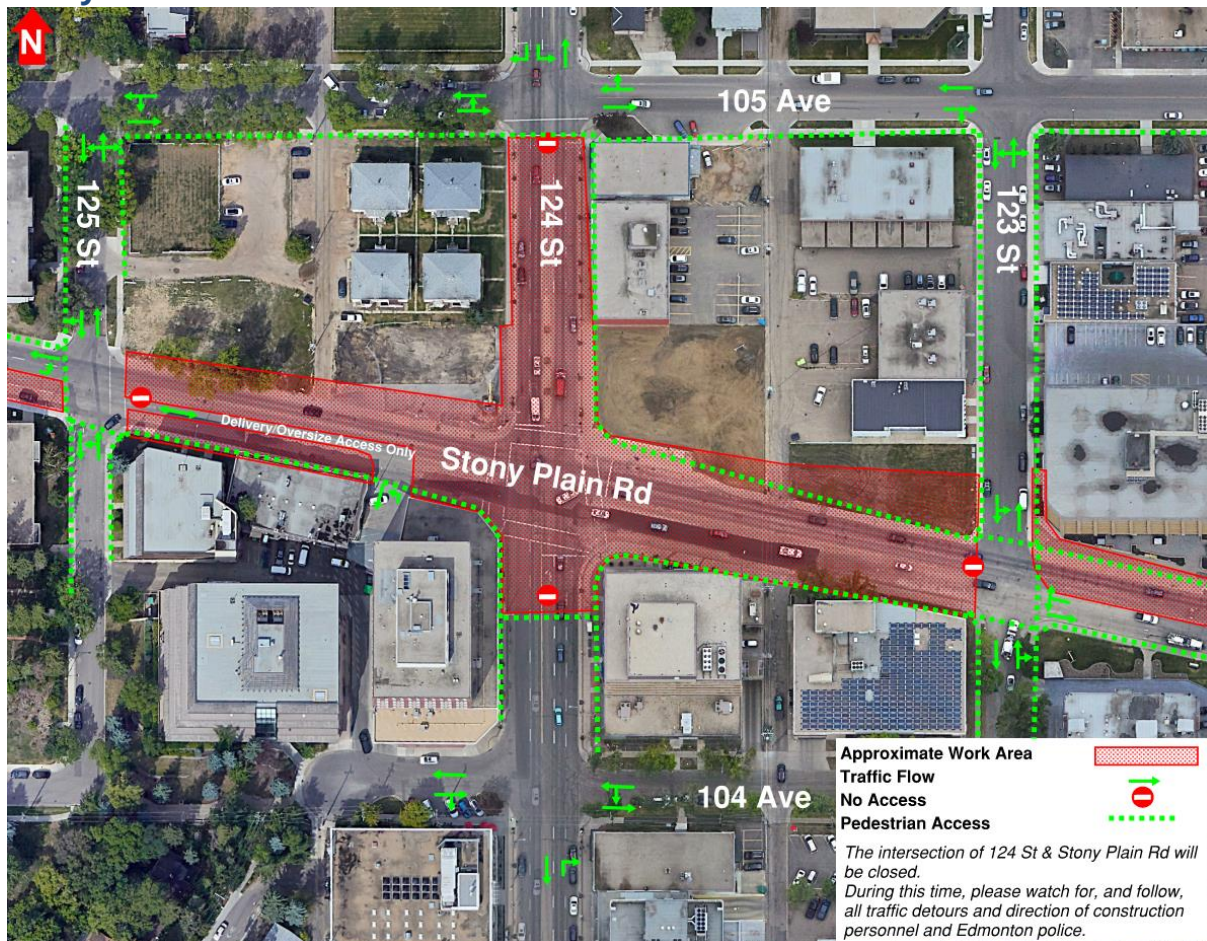 N
105 Ave
125 St
124 St
123 St
Delivery/Oversize Access Only
Stony Plain Rd
104 Ave
Approximate Work Area
Traffic Flow
No Access
Pedestrian Access
The intersection of 124 St & Stony Plain Rd will
be closed.
During this time, please watch for, and follow,
all traffic detours and direction of construction
personnel and Edmonton police.